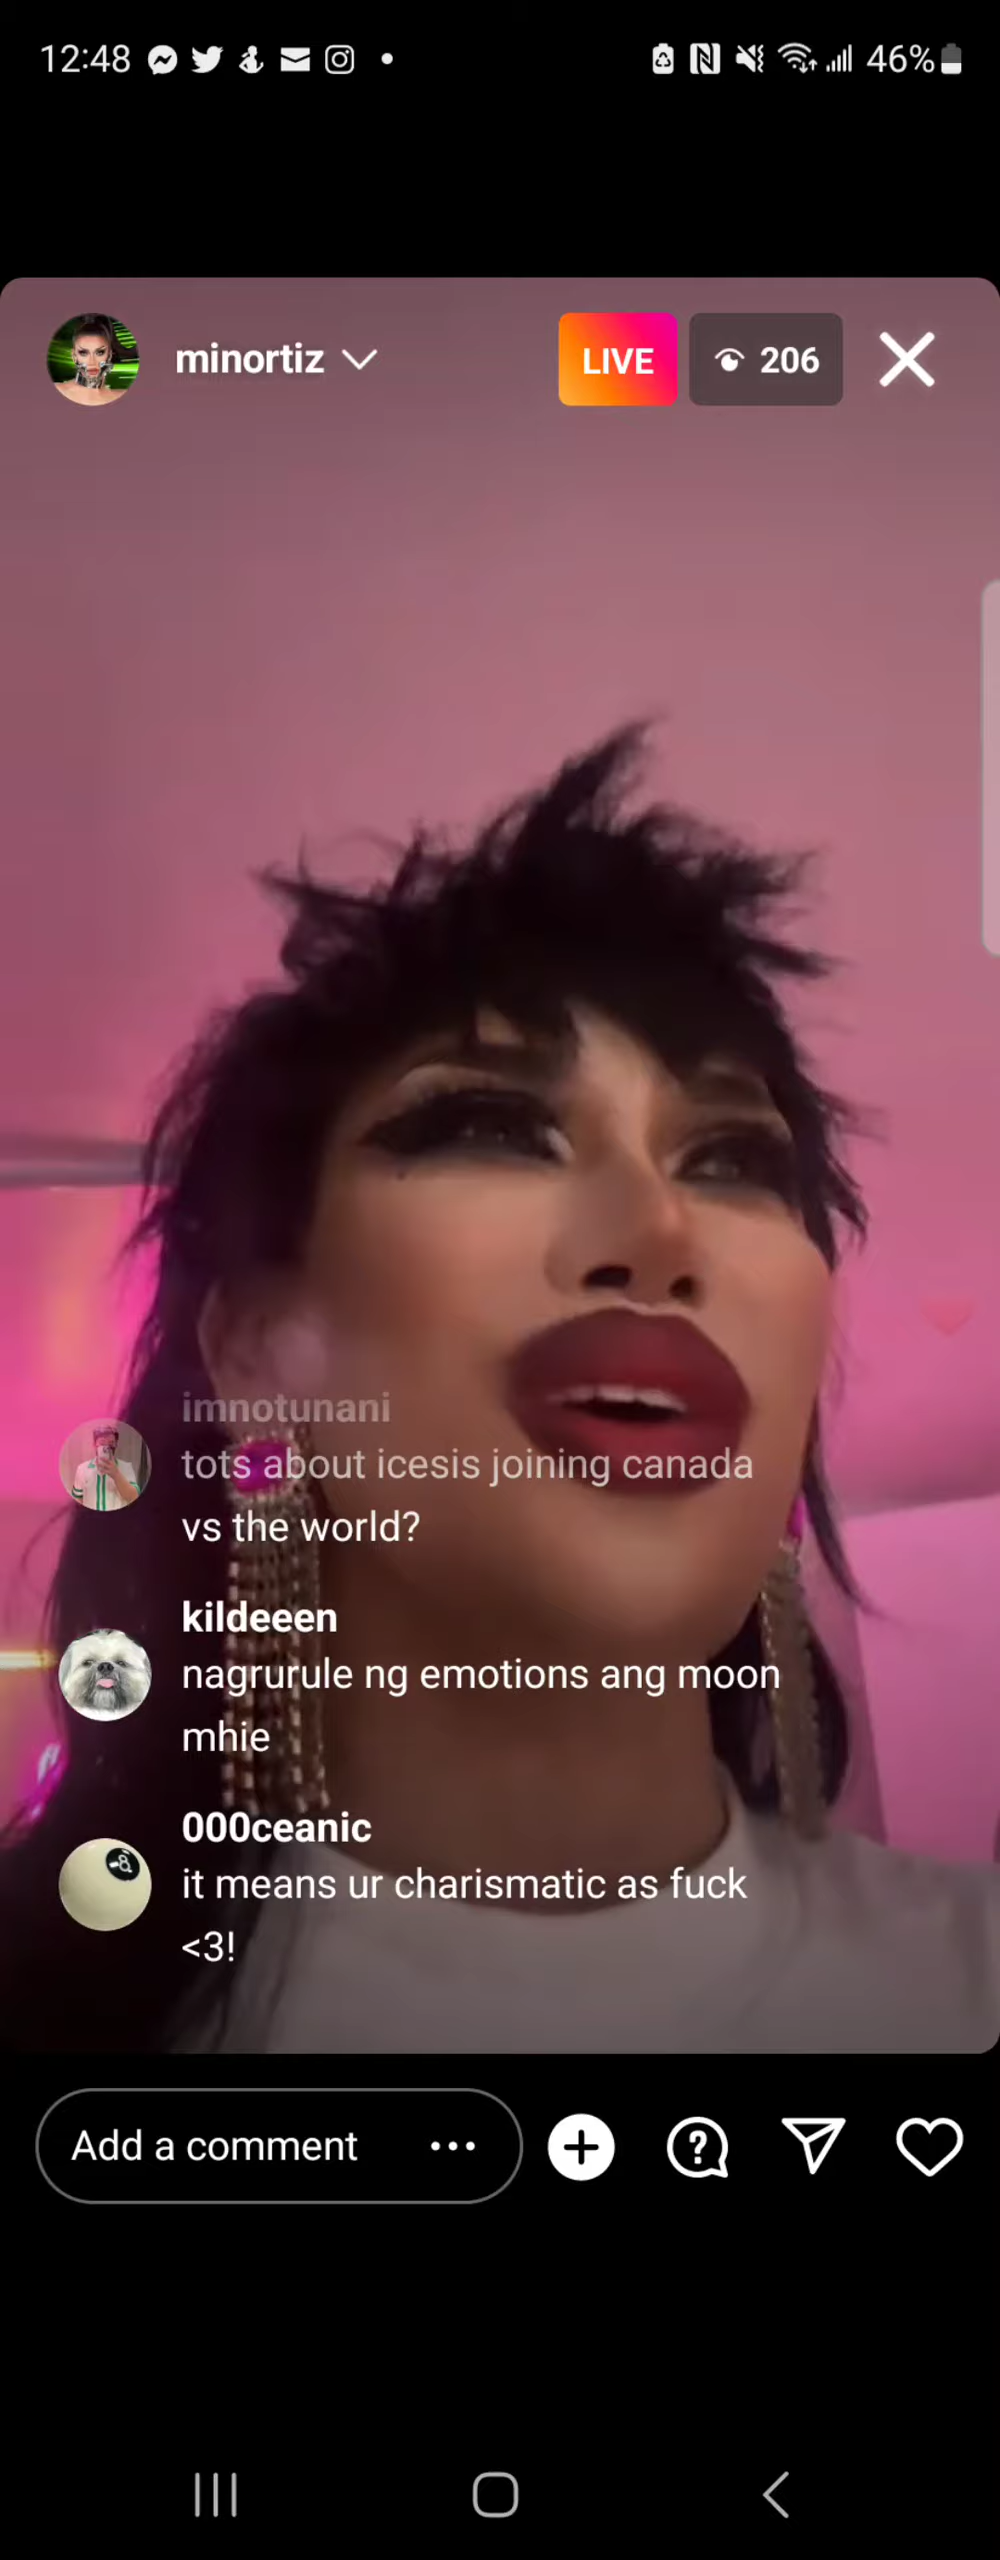 12:48
46%
minortiz
LIVE
206
imnotunani
tots about icesis joining canada
vs the world?
kildeeen
nagrurule ng emotions ang moon
mhie
000ceanic
8
it means ur charismatic as fuck
<3!
Add a comment